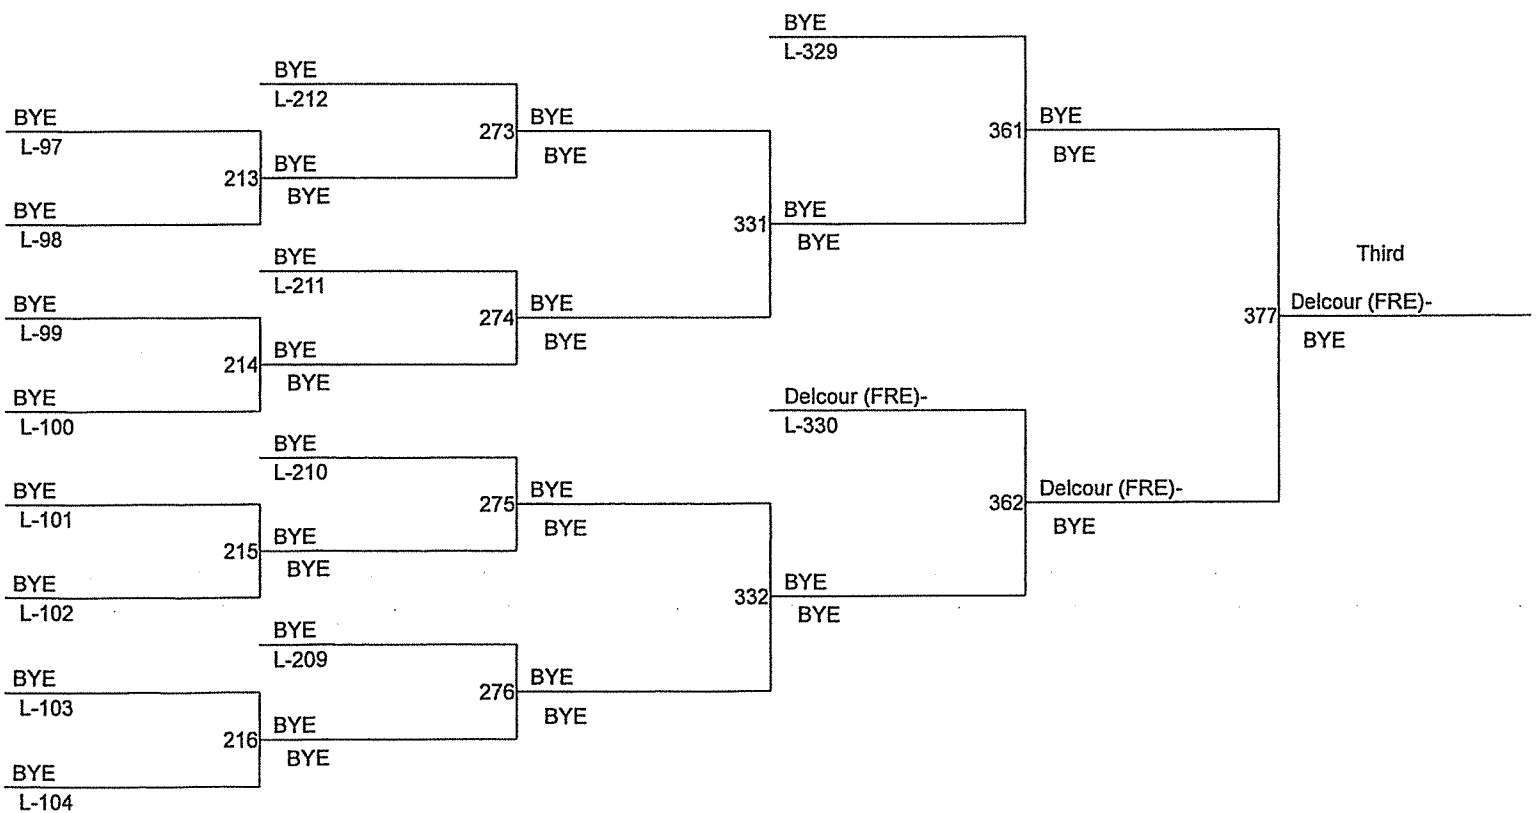 BYE
L-329
BYE
L-212
BYE
L-97
273
BYE
BYE
361
BYE
BYE
213
BYE
BYE
BYE
L-98
331
BYE
BYE
BYE
L-211
Third
BYE
L-99
274
BYE
BYE
377
Delcour (FRE)-
BYE
214
BYE
BYE
BYE
L-100
Delcour (FRE)-
L-330
BYE
L-210
BYE
L-101
275
BYE
BYE
362
Delcour (FRE)-
BYE
215
BYE
BYE
BYE
L-102
332
BYE
BYE
BYE
L-209
BYE
L-103
276
BYE
BYE
216
BYE
BYE
BYE
L-104